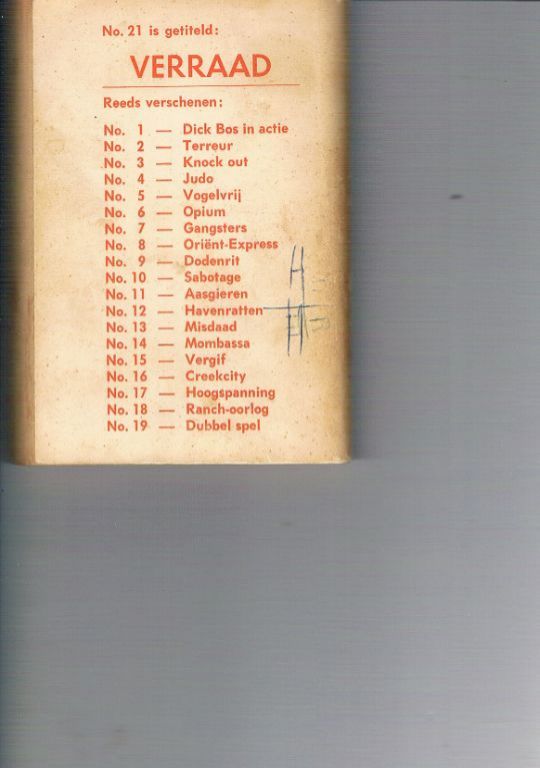 No. 21 is getiteld:
VERRAAD
Reeds verschenen:
No. 1 — Dick Bos in actie
No. 2 — Terreur
No. 3 — Knock out
No. 4 — Judo
No. 5 — Vogelvrij
No. 6 — Opium
No. 7 — Gangsters
No. 8 — Oriënt-Express
No. 9 — Dodenrit
No. 10 — Sabotage
No. 11 — Aasgieren
No. 12 — Havenratten
No. 13 — Misdaad
No. 14 — Mombassa
No. 15 — Vergif
No. 16 — Creekcity
No. 17 — Hoogspanning
No. 18 — Ranch-oorlog
No. 19 — Dubbel spel